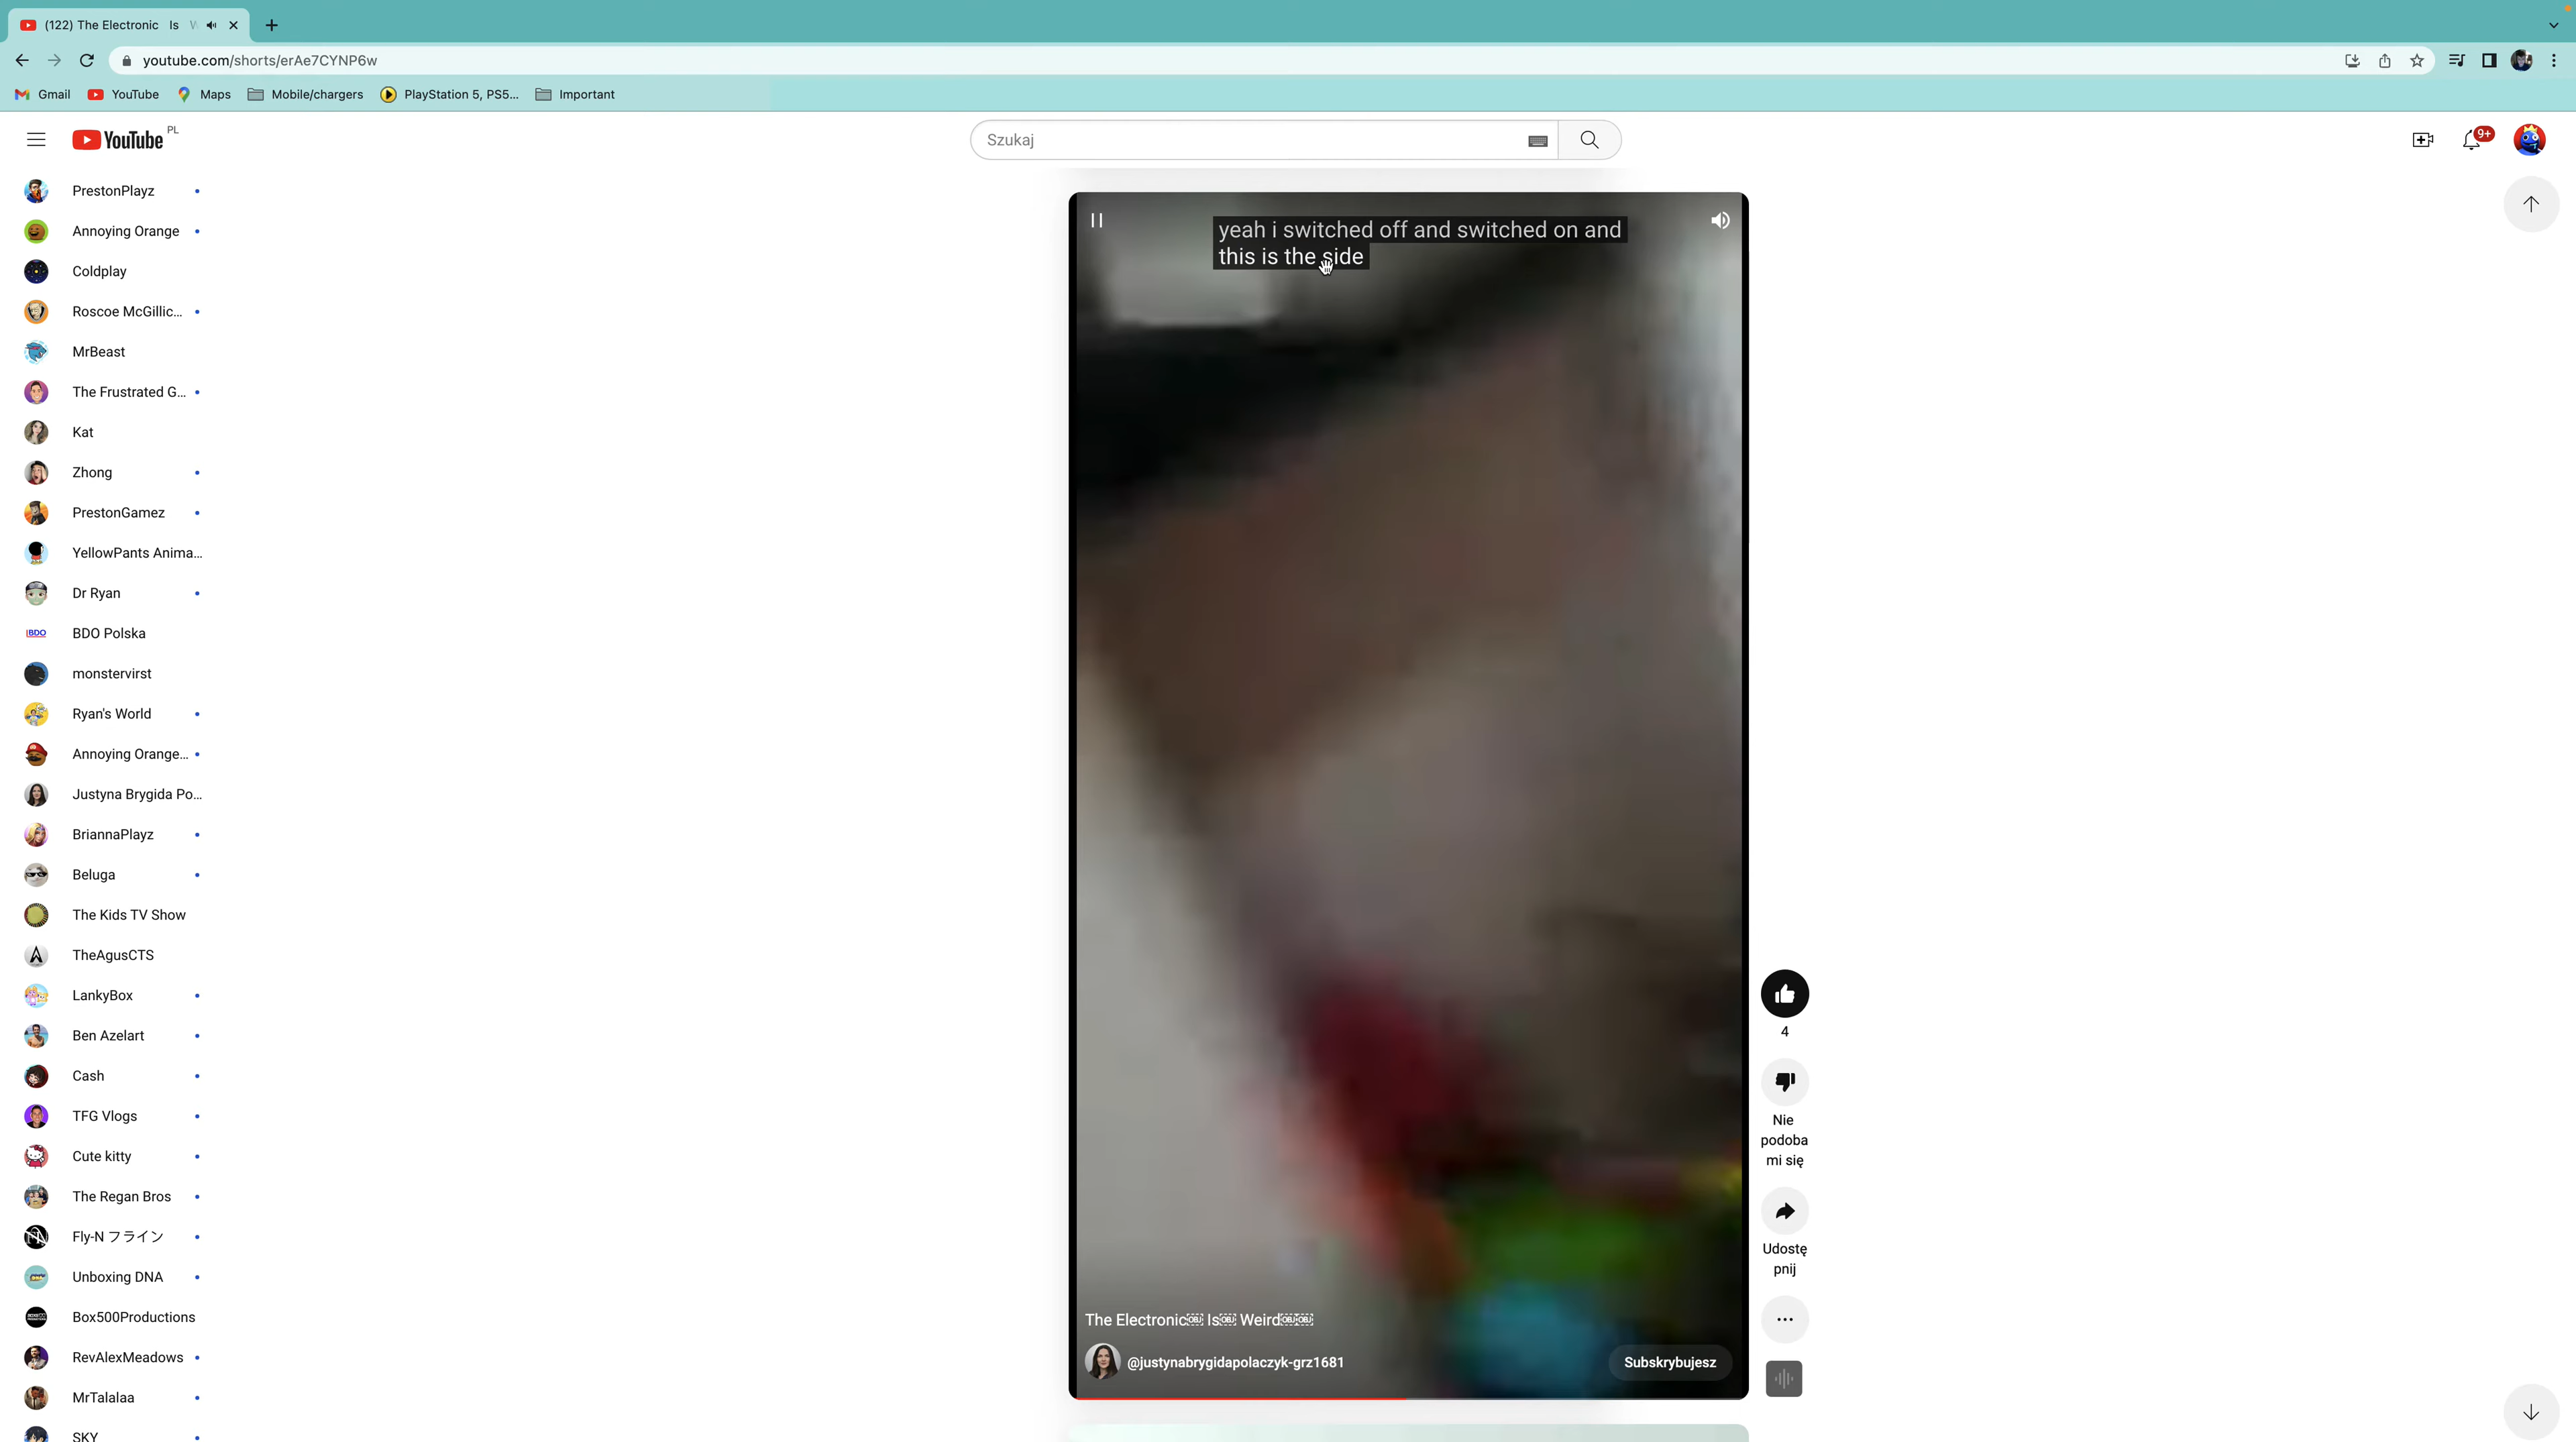 (122) The Electronic Is
youtube.com/shorts/erAe7CYNP6w
Gmail
YouTube
Maps
Mobile/chargers
PlayStation 5, PS5...
Important
YouTube PL
Szukaj
9+
PrestonPlayz
Annoying Orange
Coldplay
Roscoe McGillic...
MrBeast
The Frustrated G...
Kat
Zhong
PrestonGamez
YellowPants Anima...
Dr Ryan
BDO BDO Polska
monstervirst
Ryan's World
Annoying Orange...
Justyna Brygida Po...
BriannaPlayz
Beluga
The Kids TV Show
TheAgusCTS
LankyBox
Ben Azelart
Cash
TFG Vlogs
Cute kitty
The Regan Bros
Fly-N フライン
Unboxing DNA
Box500Productions
RevAlexMeadows
MrTalalaa
SKY
yeah i switched off and switched on and
this is the side
The Electronic￼ Is￼ Weird￼￼
@justynabrygidapolaczyk-grz1681
Subskrybujesz
4
Nie
podoba
mi się
Udostę
pnij